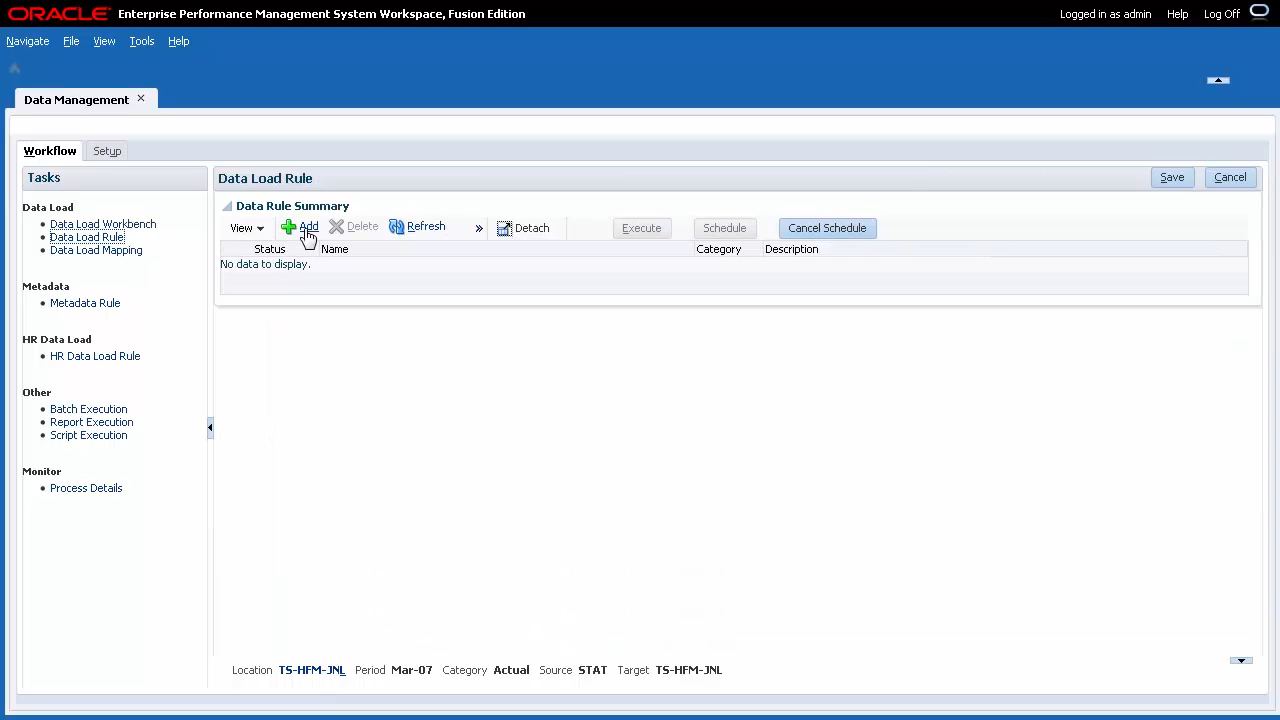 ORACLE Enterprise Performance Management System Workspace, Fusion Edition Logged in as admin Help Log Off
Navigate File View Tools Help
Data Management
Workflow Setup
Tasks
Data Load
Data Load Workbench
Data Load Rule
Data Load Mapping
Metadata
Metadata Rule
HR Data Load
HR Data Load Rule
Other
Batch Execution
Report Execution
Script Execution
Monitor
Process Details
Data Load Rule Save Cancel
Data Rule Summary
View Add Delete Refresh » Detach Execute Schedule Cancel Schedule
Status Name Category Description
No data to display.
Location TS-HFM-JNL Period Mar-07 Category Actual Source STAT Target TS-HFM-JNL